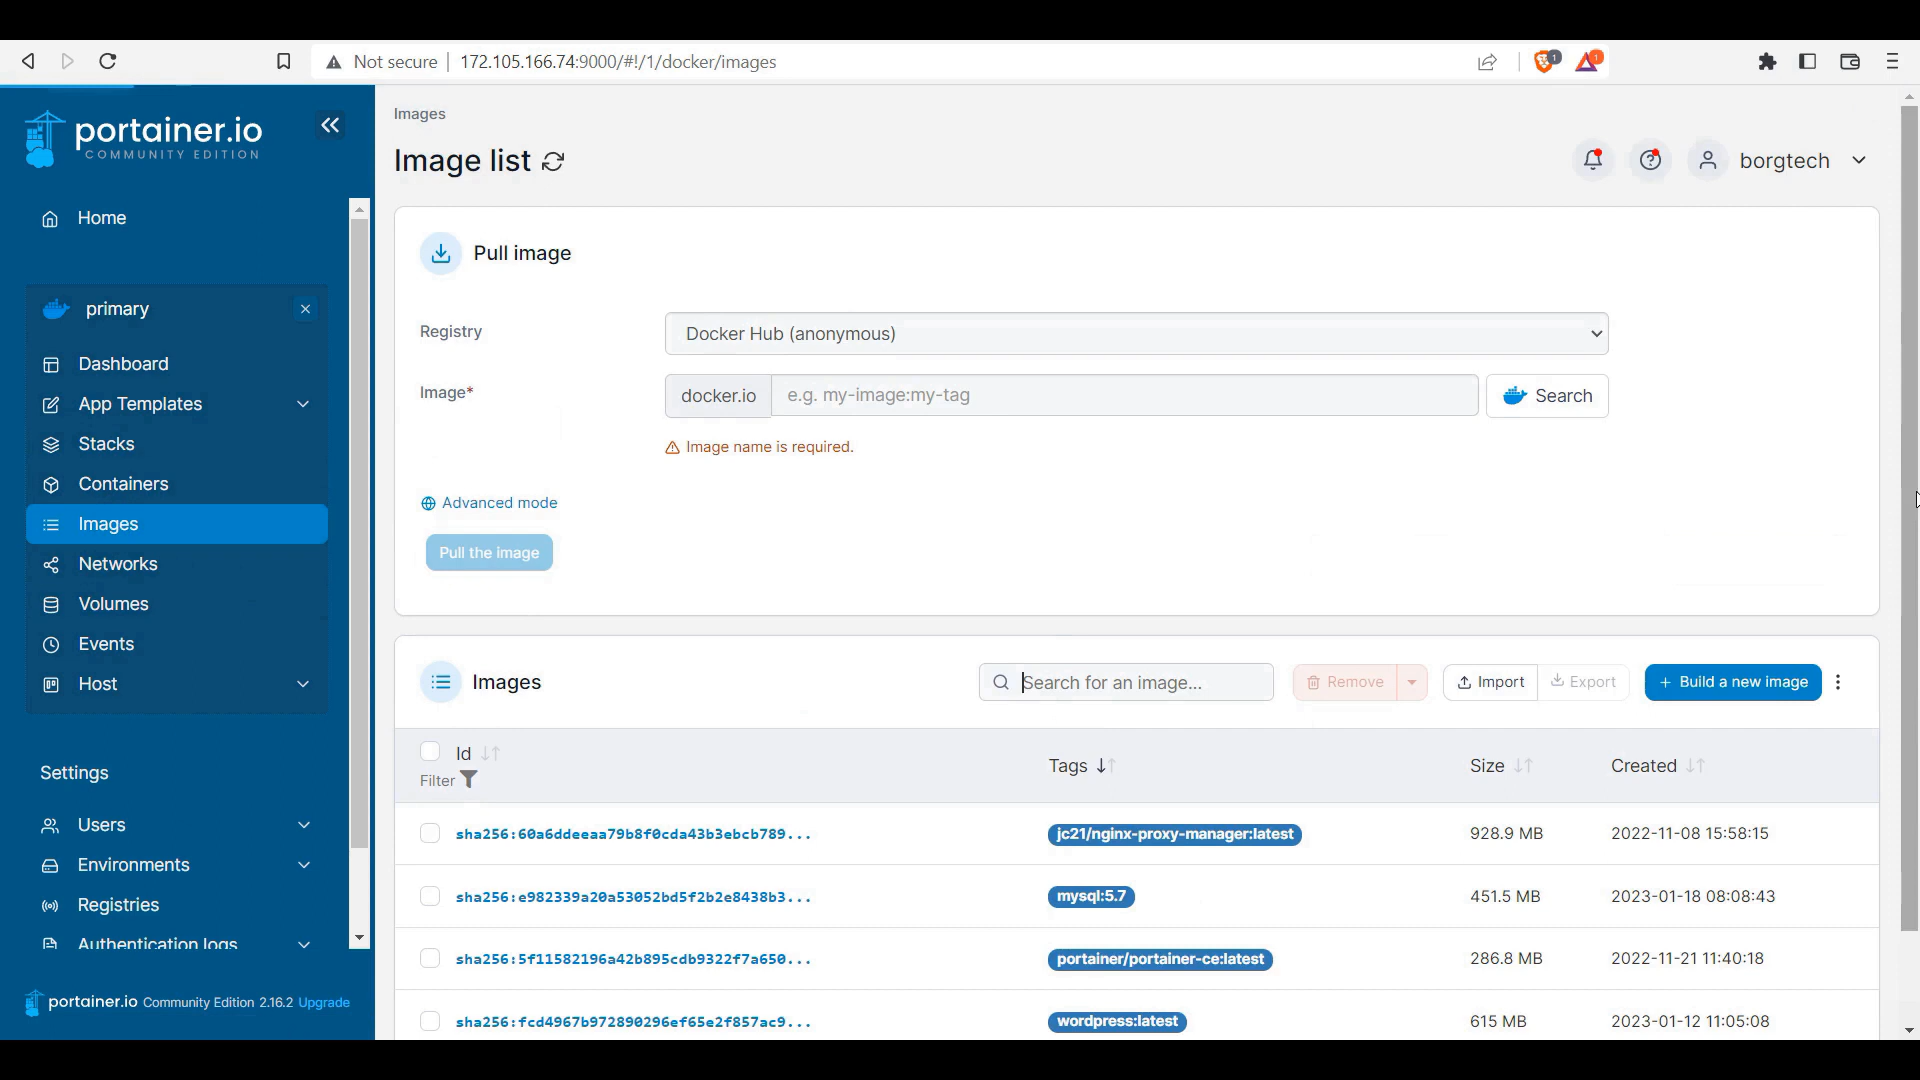 Not secure 172.105.166.74:9000/#!/1/docker/images
1
1
portainer.io
COMMUNITY EDITION
Home
primary
Dashboard
App Templates
Stacks
Containers
Images
Networks
Volumes
Events
Host
Settings
Users
Environments
Registries
Authentication logs
portainer.io Community Edition 2.16.2 Upgrade
Images
Image list
borgtech
Pull image
Registry
Docker Hub (anonymous)
Image*
docker.io e.g. my-image:my-tag Search
Image name is required.
Advanced mode
Pull the image
Images
Search for an image...
Remove
Import
Export
+ Build a new image
Id
Filter
Tags
Size
Created
sha256:60a6ddeeaa79b8f0cda43b3ebcb789... jc21/nginx-proxy-manager:latest 928.9 MB 2022-11-08 15:58:15
sha256:e982339a20a53052bd5f2b2e8438b3... mysql:5.7 451.5 MB 2023-01-18 08:08:43
sha256:5f11582196a42b895cdb9322f7a650... portainer/portainer-ce:latest 286.8 MB 2022-11-21 11:40:18
sha256:fcd4967b972890296ef65e2f857ac9... wordpress:latest 615 MB 2023-01-12 11:05:08